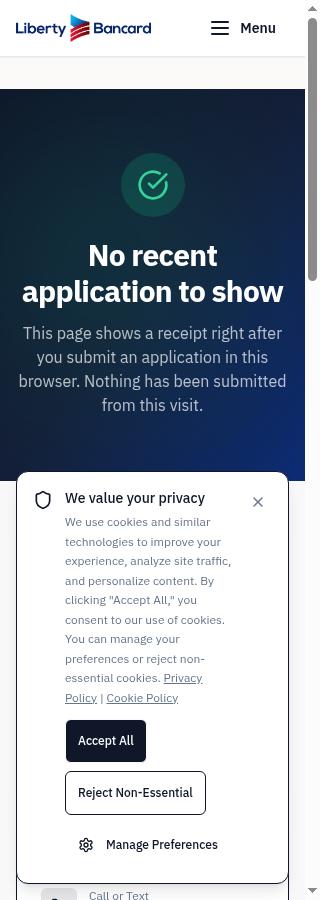 Liberty Bancard
Menu
No recent
application to show
This page shows a receipt right after
you submit an application in this
browser. Nothing has been submitted
from this visit.
We value your privacy
We use cookies and similar
technologies to improve your
experience, analyze site traffic,
and personalize content. By
clicking "Accept All," you
consent to our use of cookies.
You can manage your
preferences or reject non-
essential cookies. Privacy
Policy | Cookie Policy
Accept All
Reject Non-Essential
Manage Preferences
Call or Text